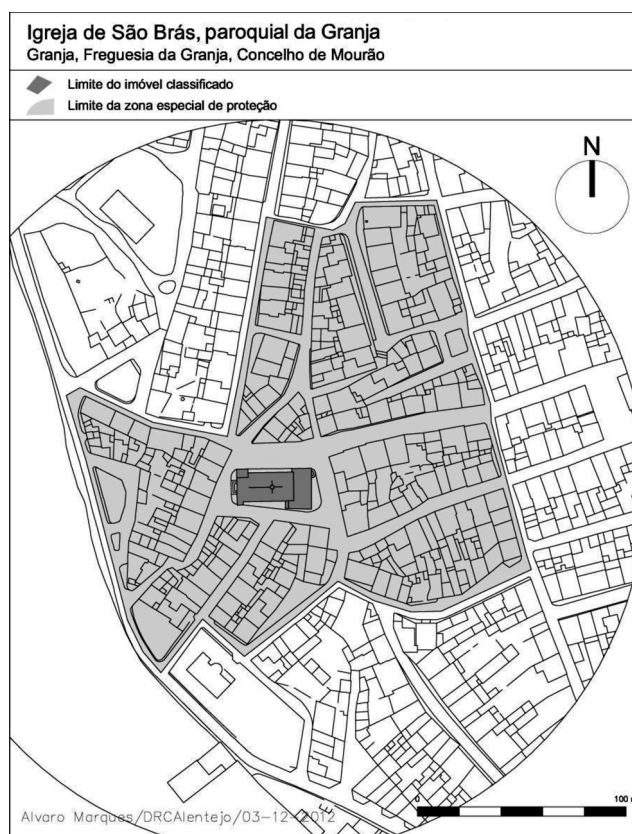 Igreja de São Brás, paroquial da Granja
Granja, Freguesia da Granja, Concelho de Mourão
Limite do imóvel classificado
Limite da zona especial de proteção
N
0 100 m
Alvaro Marques/DRCAlentejo/03-12-2012